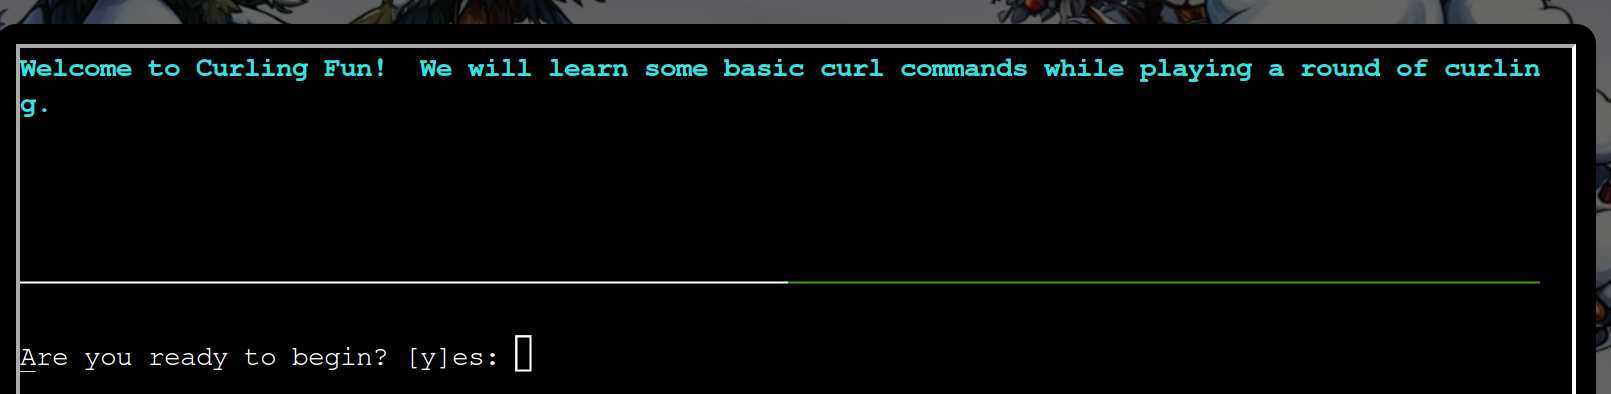 Welcome to Curling Fun!  We will learn some basic curl commands while playing a round of curlin
g.
Are you ready to begin? [y]es: